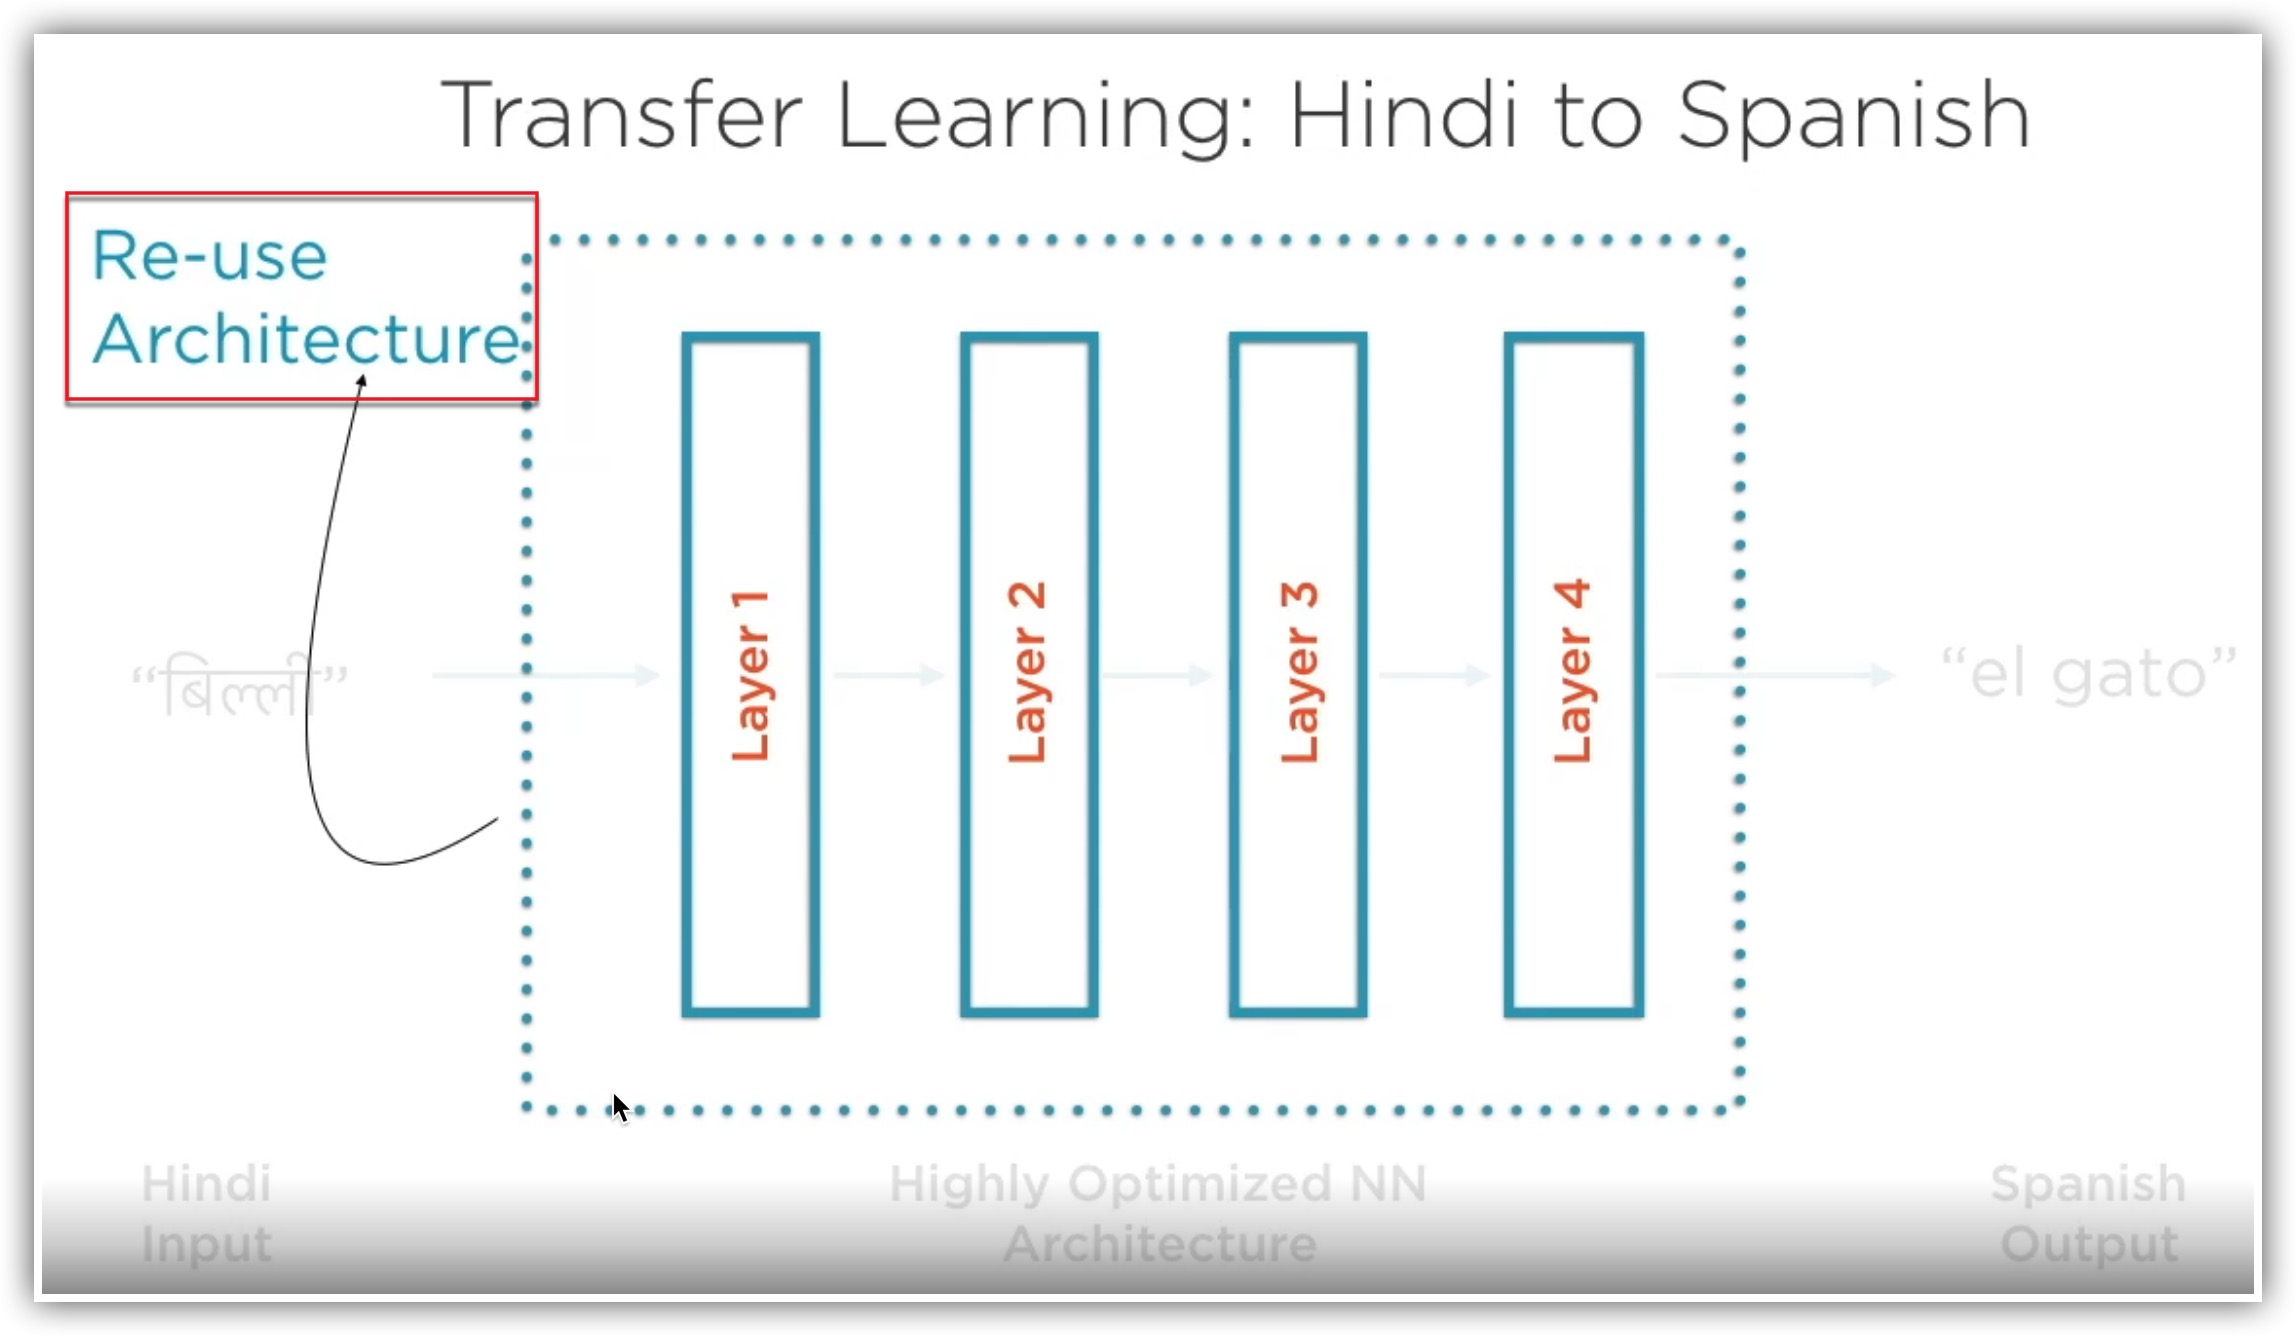 Transfer Learning: Hindi to Spanish
Re-use
Architecture
“बिल्ली”
Layer 1
Layer 2
Layer 3
Layer 4
“el gato”
Hindi
Input
Highly Optimized NN
Architecture
Spanish
Output